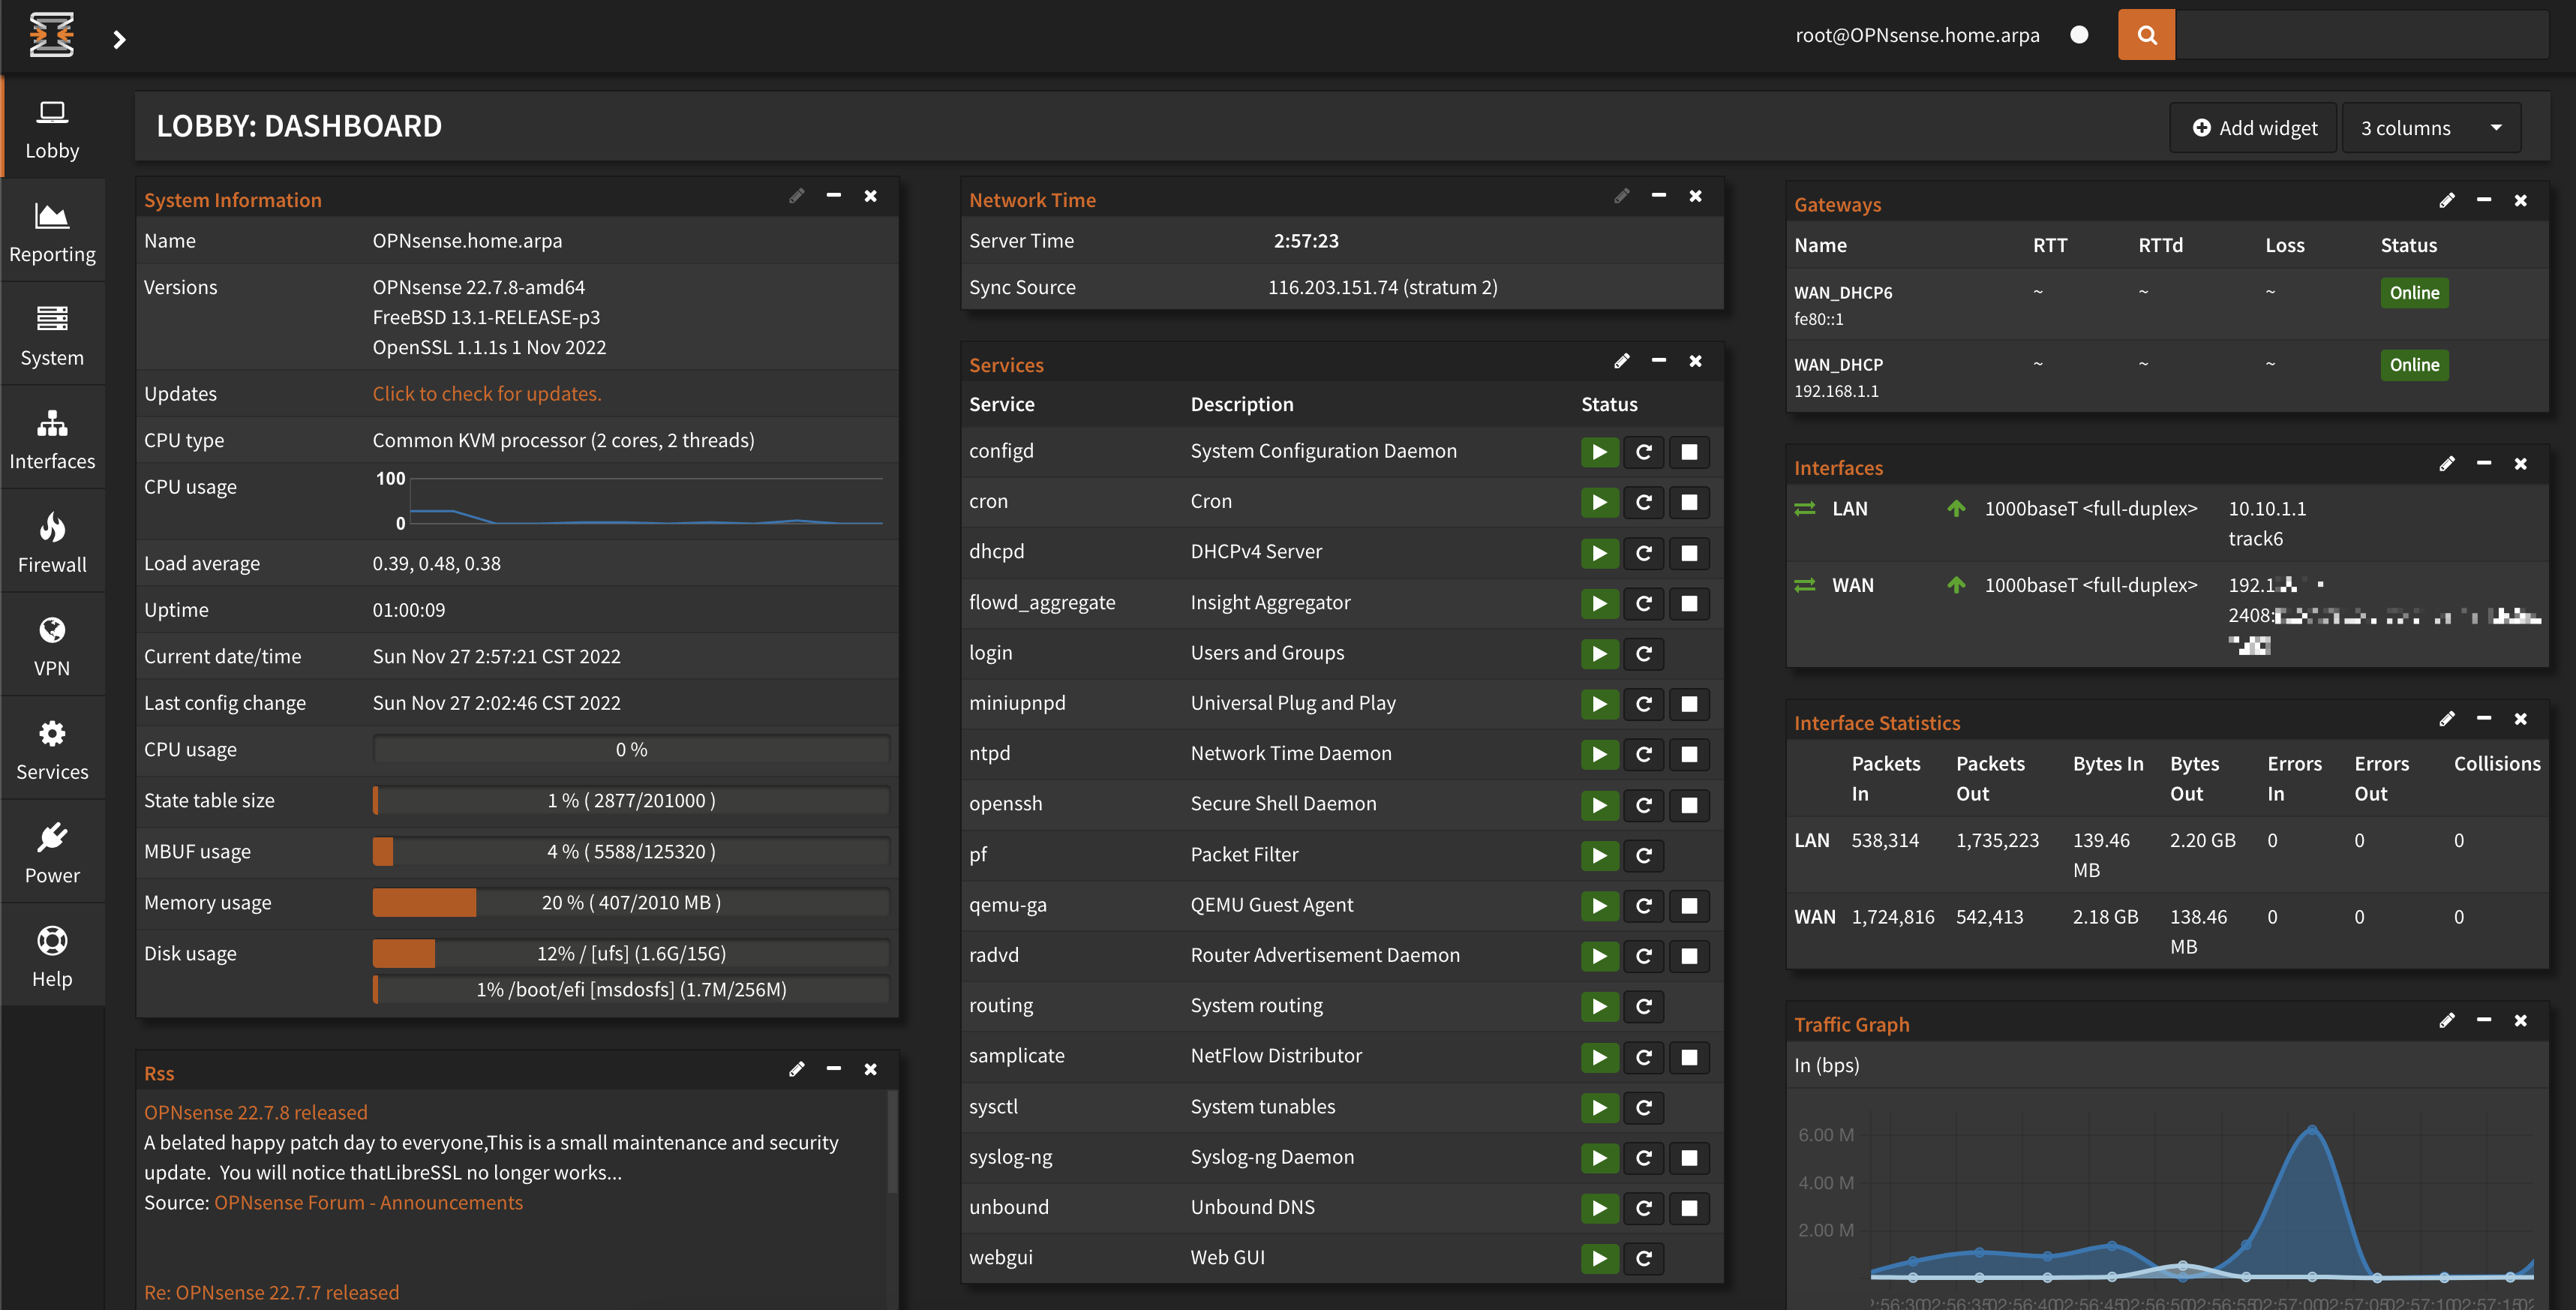 root@OPNsense.home.arpa
Lobby
Reporting
System
Interfaces
Firewall
VPN
Services
Power
Help
LOBBY: DASHBOARD
Add widget
3 columns
System Information
Name OPNsense.home.arpa
Versions OPNsense 22.7.8-amd64
FreeBSD 13.1-RELEASE-p3
OpenSSL 1.1.1s 1 Nov 2022
Updates Click to check for updates.
CPU type Common KVM processor (2 cores, 2 threads)
CPU usage 100
0
Load average 0.39, 0.48, 0.38
Uptime 01:00:09
Current date/time Sun Nov 27 2:57:21 CST 2022
Last config change Sun Nov 27 2:02:46 CST 2022
CPU usage 0 %
State table size 1 % ( 2877/201000 )
MBUF usage 4 % ( 5588/125320 )
Memory usage 20 % ( 407/2010 MB )
Disk usage 12% / [ufs] (1.6G/15G)
1% /boot/efi [msdosfs] (1.7M/256M)
Rss
OPNsense 22.7.8 released
A belated happy patch day to everyone,This is a small maintenance and security
update.  You will notice thatLibreSSL no longer works...
Source: OPNsense Forum - Announcements
Re: OPNsense 22.7.7 released
Network Time
Server Time 2:57:23
Sync Source 116.203.151.74 (stratum 2)
Services
Service Description Status
configd System Configuration Daemon
cron Cron
dhcpd DHCPv4 Server
flowd_aggregate Insight Aggregator
login Users and Groups
miniupnpd Universal Plug and Play
ntpd Network Time Daemon
openssh Secure Shell Daemon
pf Packet Filter
qemu-ga QEMU Guest Agent
radvd Router Advertisement Daemon
routing System routing
samplicate NetFlow Distributor
sysctl System tunables
syslog-ng Syslog-ng Daemon
unbound Unbound DNS
webgui Web GUI
Gateways
Name RTT RTTd Loss Status
WAN_DHCP6 ~ ~ ~ Online
fe80::1
WAN_DHCP ~ ~ ~ Online
192.168.1.1
Interfaces
LAN 1000baseT <full-duplex> 10.10.1.1
track6
WAN 1000baseT <full-duplex> 192.1
2408:
Interface Statistics
Packets Packets Bytes In Bytes Errors Errors Collisions
In Out Out In Out
LAN 538,314 1,735,223 139.46 2.20 GB 0 0 0
MB
WAN 1,724,816 542,413 2.18 GB 138.46 0 0 0
MB
Traffic Graph
In (bps)
6.00 M
4.00 M
2.00 M